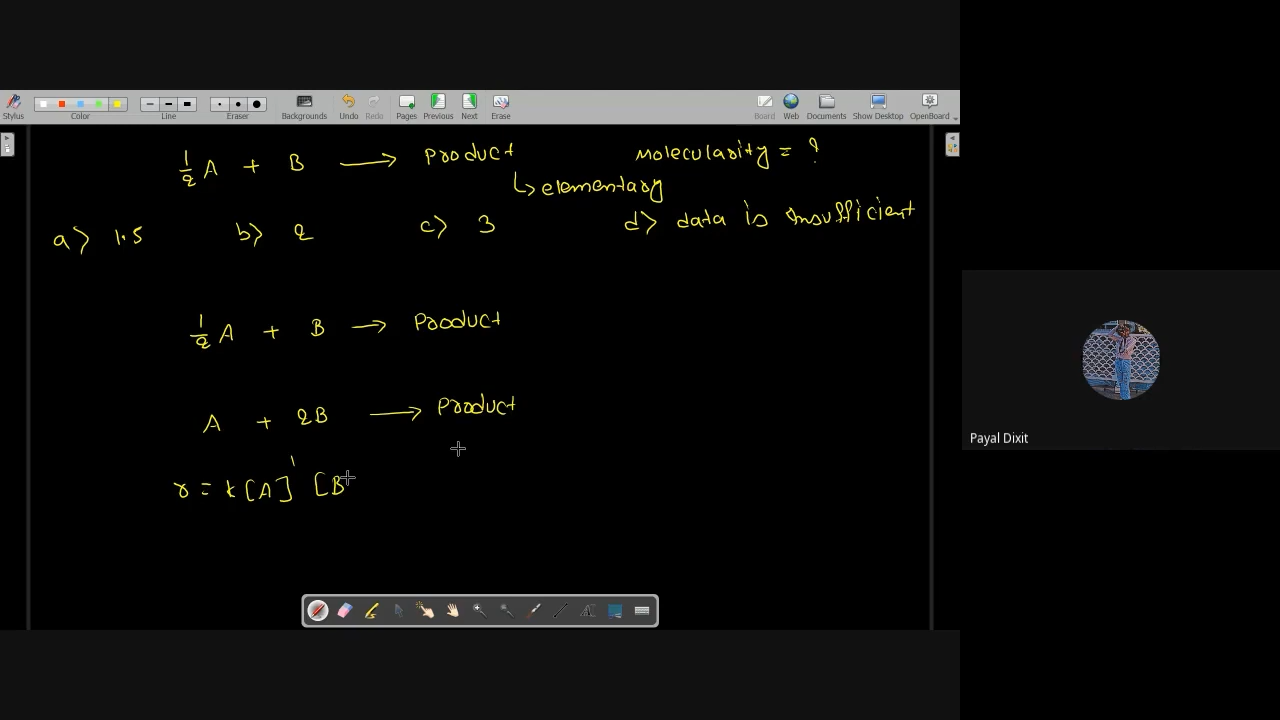 Stylus Color Line Eraser Backgrounds Undo Redo Pages Previous Next Erase Board Web Documents Show Desktop OpenBoard
1/2 A + B → Product Molecularity = ?
↳ elementary
a> 1.5 b> 2 c> 3 d> data is insufficient
1/2 A + B → Product
A + 2B → Product
r = k[A]¹ [B
Payal Dixit